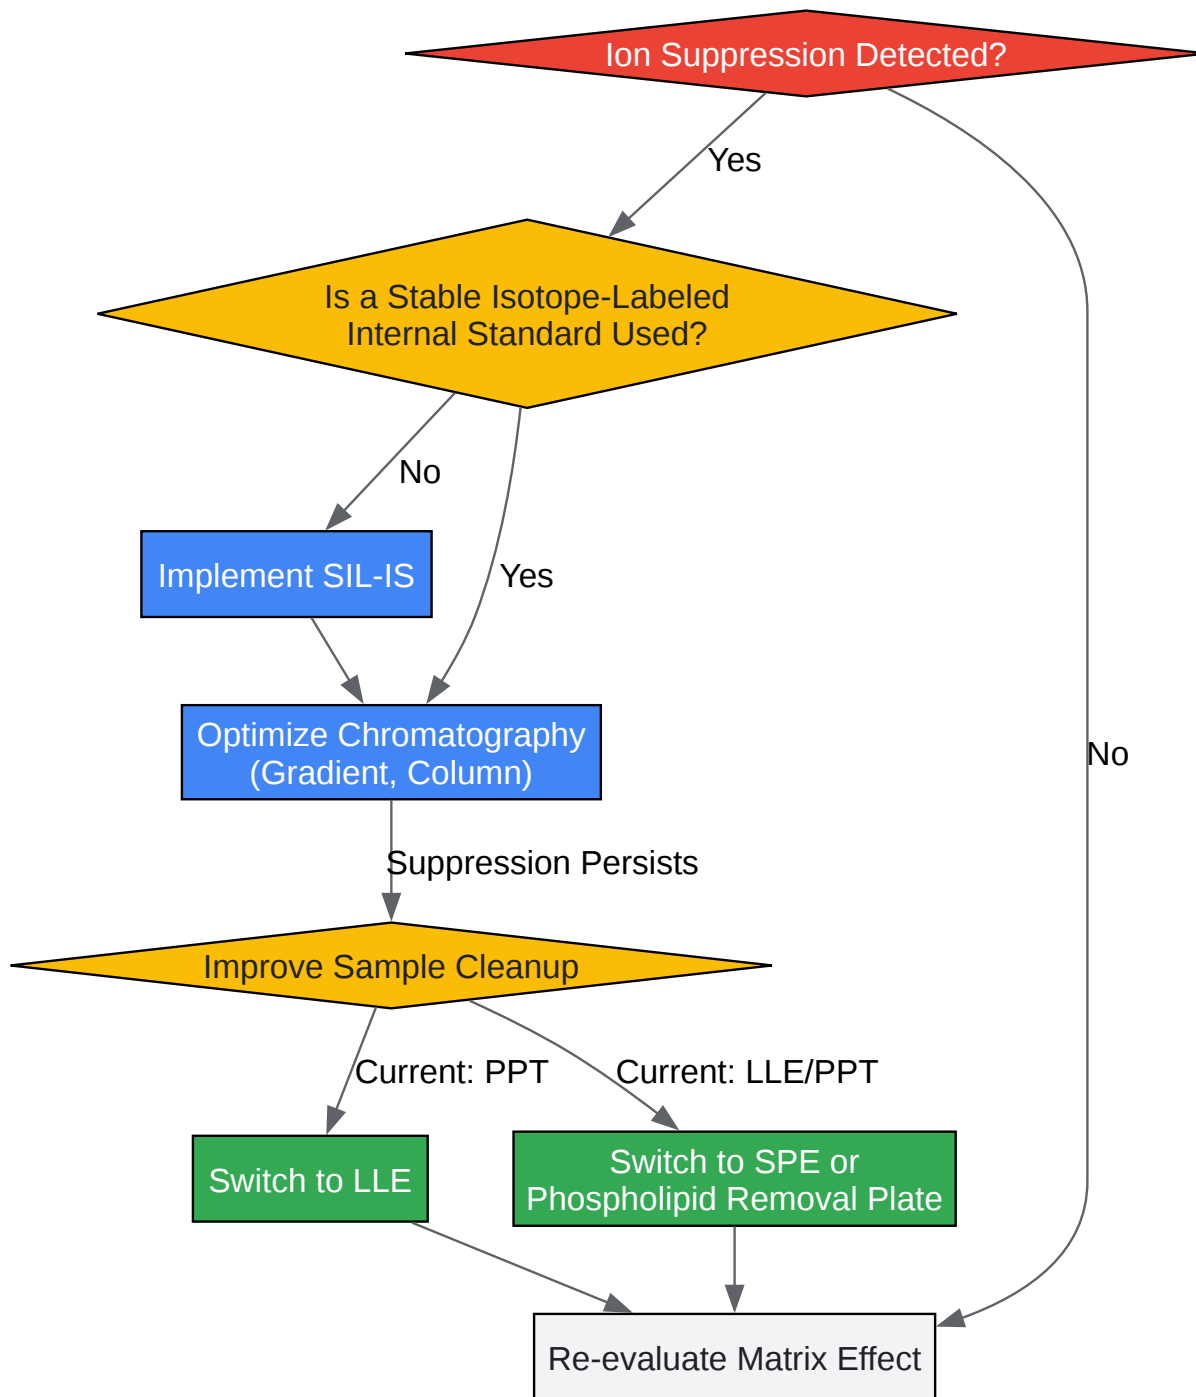 Ion Suppression Detected?
Yes
Is a Stable Isotope-Labeled
Internal Standard Used?
No
Implement SIL-IS
Yes
Optimize Chromatography
(Gradient, Column)
No
Suppression Persists
Improve Sample Cleanup
Current: PPT
Current: LLE/PPT
Switch to LLE
Switch to SPE or
Phospholipid Removal Plate
Re-evaluate Matrix Effect